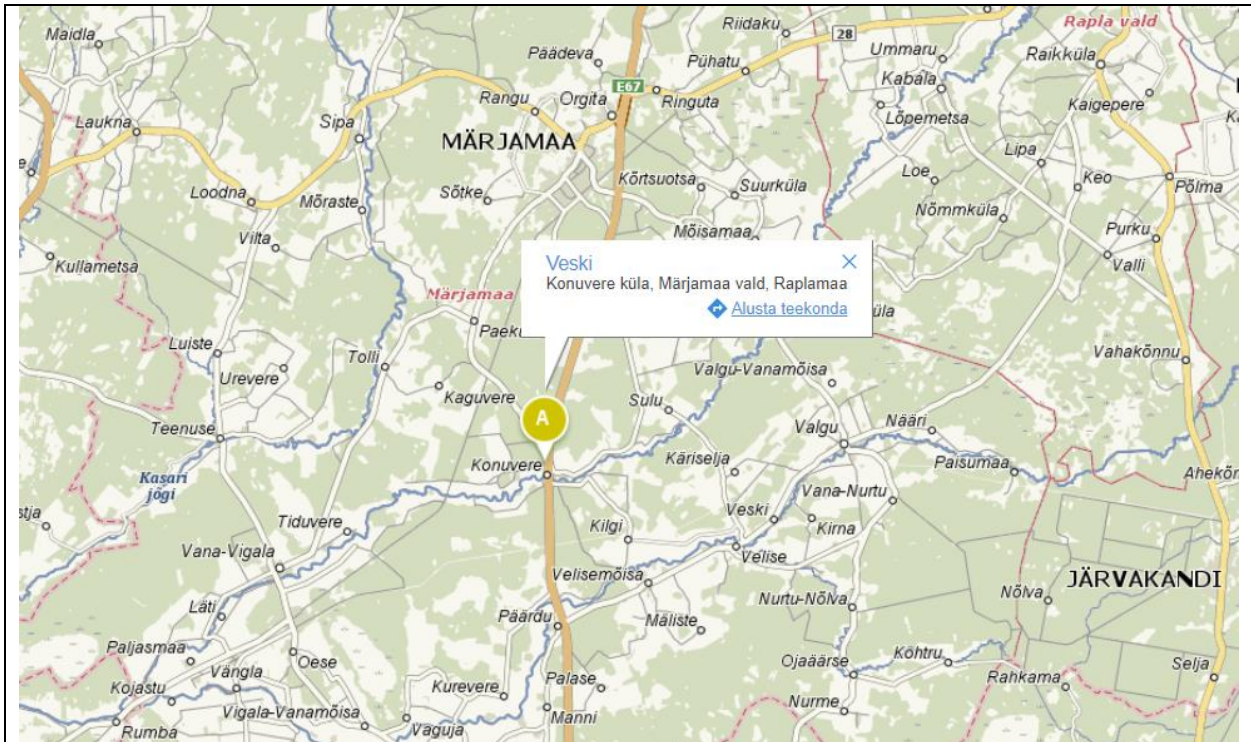 Riidaku
Rapla vald
Maidla
28
Päädeva
Ummaru
Raikküla
Pühatu
Kabala
E67
Rangu
Orgita
Ringuta
Kaigepere
Laukna
Sipa
Lõpemetsa
MÄRJAMAA
Lipa
Kõrtsuotsa
Loe
Keo
Põlma
Loodna
Mõraste
Sõtke
Suurküla
Nõmmküla
Vilta
Mõisamaa
Purku
Valli
Kullametsa
Veski
Konuvere küla, Märjamaa vald, Raplamaa
Alusta teekonda
Märjamaa
Luiste
Tolli
Vahakõnnu
Urevere
Kaguvere
Valgu-Vanamõisa
A
Sulu
Teenuse
Valgu
Nääri
Konuvere
Käriselja
Paisumaa
Kasari
jõgi
Vana-Nurtu
Tiduvere
Kilgi
Veski
Kirna
Vana-Vigala
Velise
Velisemõisa
JÄRVAKANDI
Läti
Nurtu-Nõlva
Nõlva
Päärdu
Mäliste
Paljasmaa
Oese
Ojaäärse
Kohtru
Selja
Vängla
Kojastu
Kurevere
Palase
Rahkama
Vigala-Vanamõisa
Manni
Nurme
Rumba
Vaguja